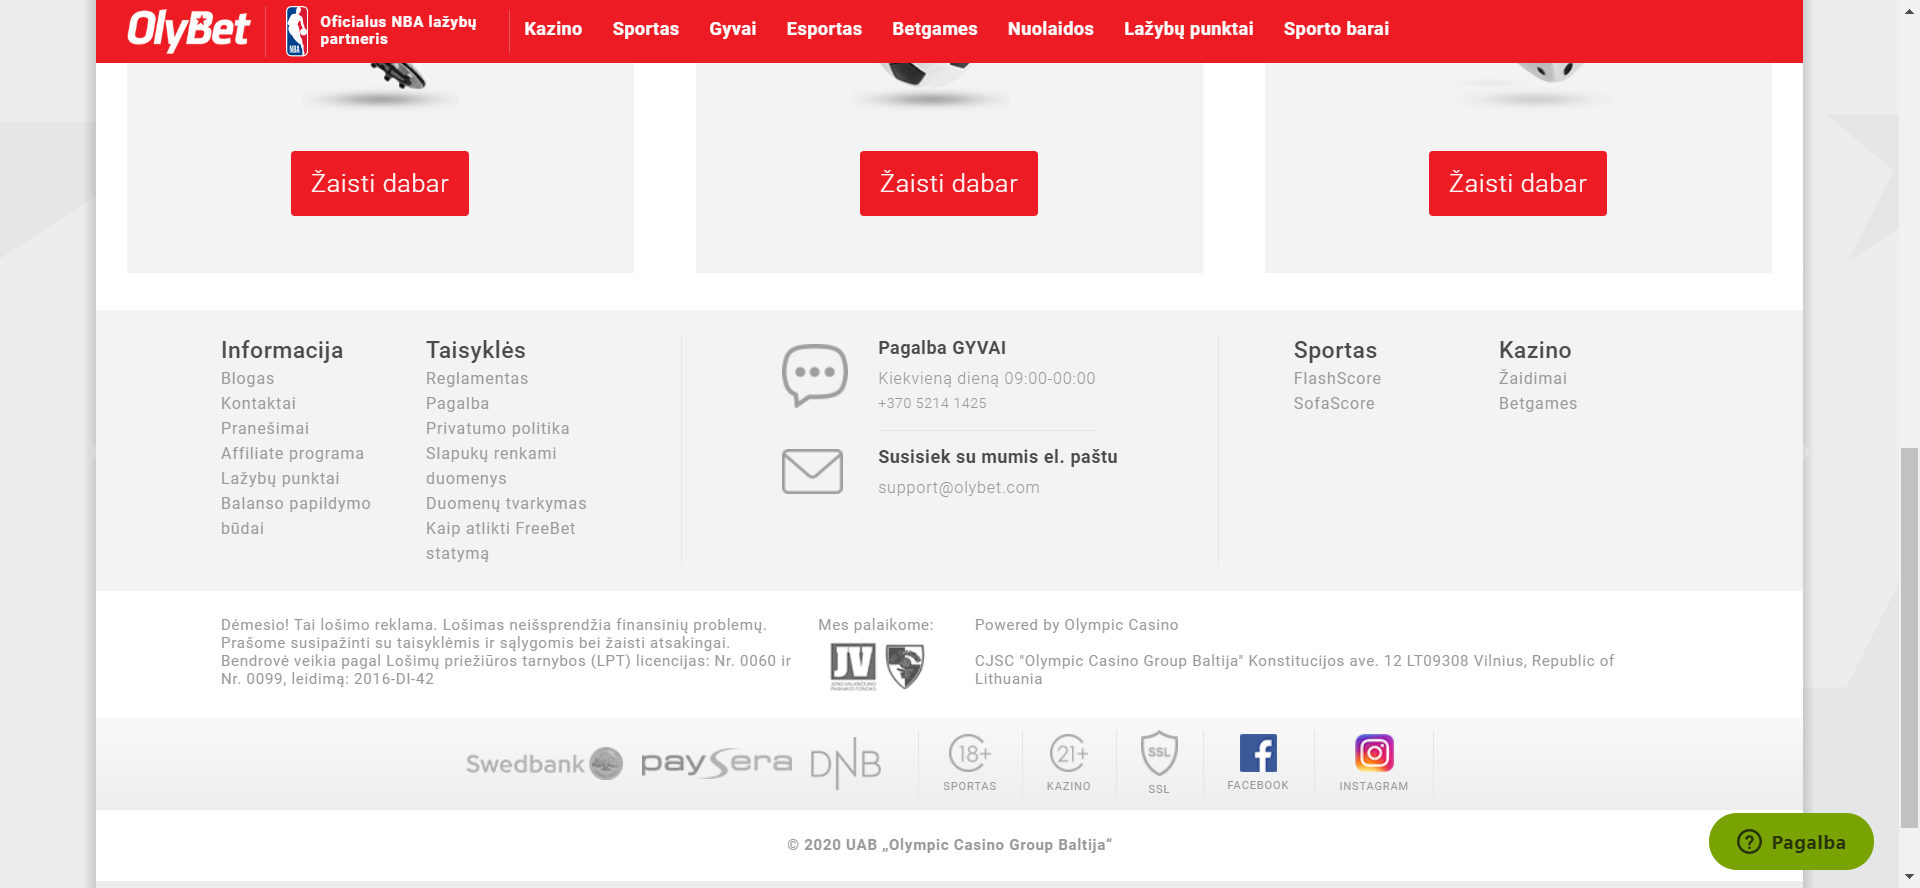 OlyBet
NBA
Oficialus NBA lažybų
partneris
Kazino
Sportas
Gyvai
Esportas
Betgames
Nuolaidos
Lažybų punktai
Sporto barai
Žaisti dabar
Žaisti dabar
Žaisti dabar
Informacija
Blogas
Kontaktai
Pranešimai
Affiliate programa
Lažybų punktai
Balanso papildymo
būdai
Taisyklės
Reglamentas
Pagalba
Privatumo politika
Slapukų renkami
duomenys
Duomenų tvarkymas
Kaip atlikti FreeBet
statymą
Pagalba GYVAI
Kiekvieną dieną 09:00-00:00
+370 5214 1425
Susisiek su mumis el. paštu
support@olybet.com
Sportas
FlashScore
SofaScore
Kazino
Žaidimai
Betgames
Dėmesio! Tai lošimo reklama. Lošimas neišsprendžia finansinių problemų.
Prašome susipažinti su taisyklėmis ir sąlygomis bei žaisti atsakingai.
Bendrovė veikia pagal Lošimų priežiūros tarnybos (LPT) licencijas: Nr. 0060 ir
Nr. 0099, leidimą: 2016-DI-42
Mes palaikome:
JV
Powered by Olympic Casino
CJSC "Olympic Casino Group Baltija" Konstitucijos ave. 12 LT09308 Vilnius, Republic of
Lithuania
Swedbank
paysera
DNB
18+
SPORTAS
21+
KAZINO
SSL
SSL
FACEBOOK
INSTAGRAM
© 2020 UAB „Olympic Casino Group Baltija“
Pagalba